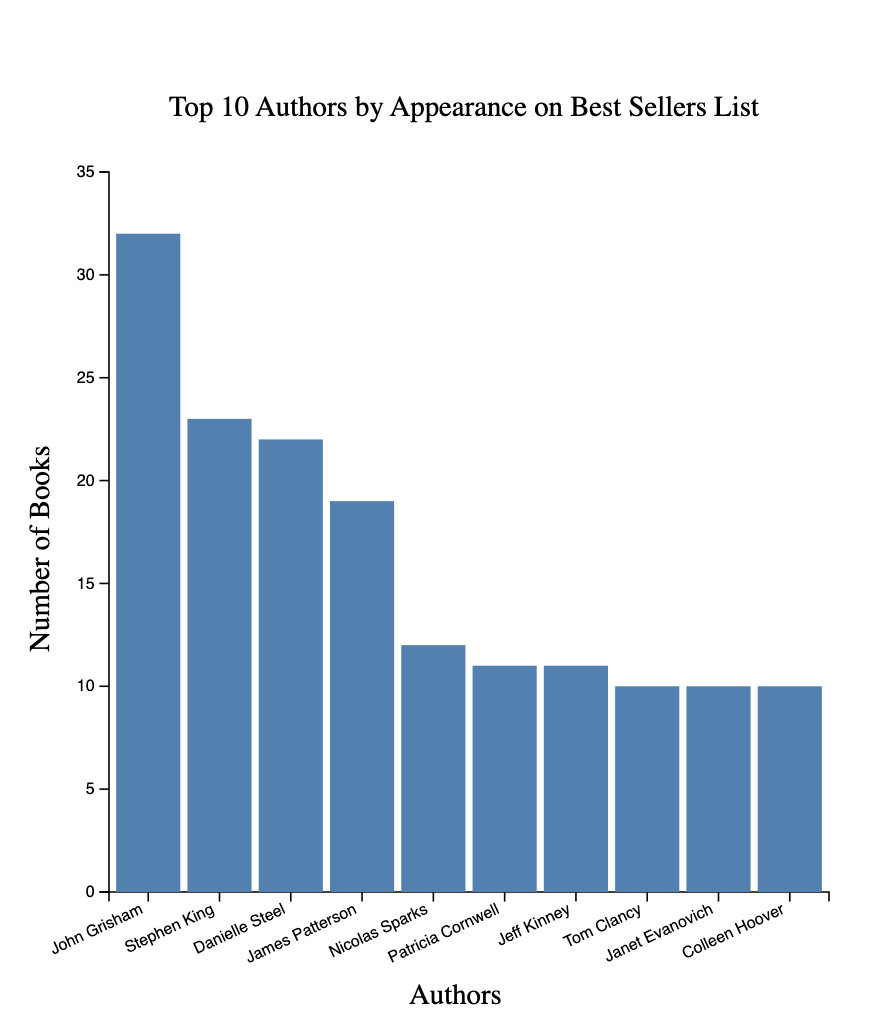 Top 10 Authors by Appearance on Best Sellers List
35
30
25
20
15
10
5
0
Number of Books
John Grisham
Stephen King
Danielle Steel
James Patterson
Nicolas Sparks
Patricia Cornwell
Jeff Kinney
Tom Clancy
Janet Evanovich
Colleen Hoover
Authors